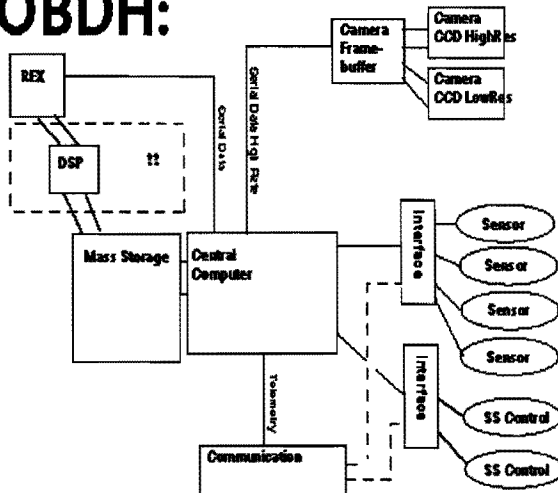 OBDH:
REX
DSP
!!
Mass Storage
Central
Computer
Serial Data
Serial Data High Rate
Camera
Frame-
buffer
Camera
CCD HighRes
Camera
CCD LowRes
Interface
Sensor
Sensor
Sensor
Sensor
Interface
SS Control
SS Control
Telemetry
Communication